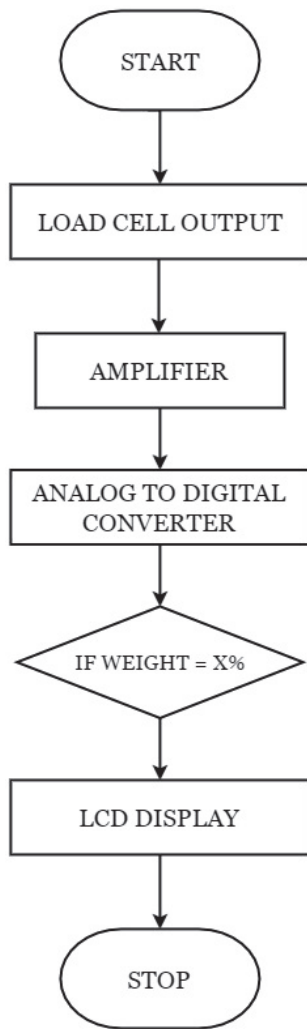 START
LOAD CELL OUTPUT
AMPLIFIER
ANALOG TO DIGITAL
CONVERTER
IF WEIGHT = X%
LCD DISPLAY
STOP